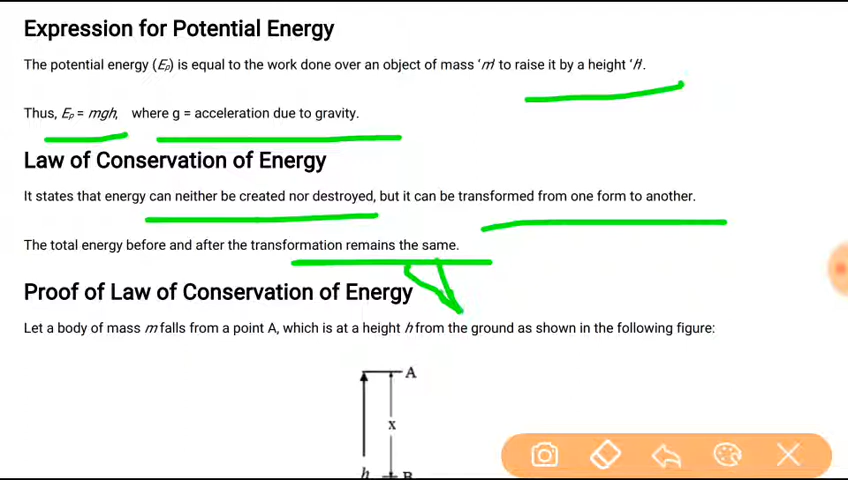 Expression for Potential Energy
The potential energy (Eₚ) is equal to the work done over an object of mass 'm' to raise it by a height 'h'.
Thus, Eₚ = mgh, where g = acceleration due to gravity.
Law of Conservation of Energy
It states that energy can neither be created nor destroyed, but it can be transformed from one form to another.
The total energy before and after the transformation remains the same.
Proof of Law of Conservation of Energy
Let a body of mass m falls from a point A, which is at a height h from the ground as shown in the following figure:
A
x
h B